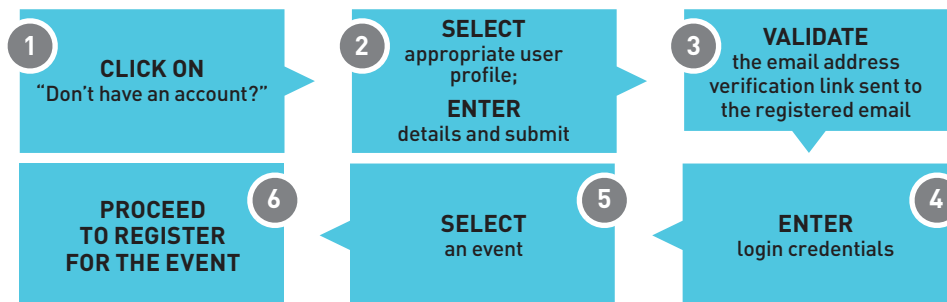 1
CLICK ON
“Don’t have an account?”
2
SELECT
appropriate user
profile;
ENTER
details and submit
3
VALIDATE
the email address
verification link sent to
the registered email
4
ENTER
login credentials
5
SELECT
an event
6
PROCEED
TO REGISTER
FOR THE EVENT